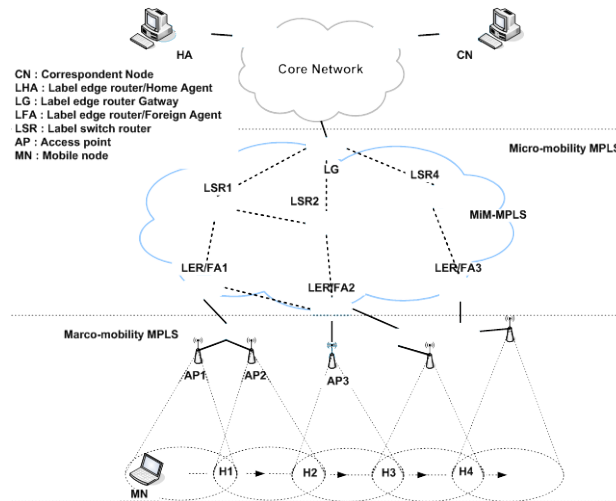 HA
CN
Core Network
CN : Correspondent Node
LHA : Label edge router/Home Agent
LG : Label edge router Gatway
LFA : Label edge router/Foreign Agent
LSR : Label switch router
AP : Access point
MN : Mobile node
Micro-mobility MPLS
LG
LSR1
LSR4
LSR2
MiM-MPLS
LER/FA1
LER/FA3
LER/FA2
Marco-mobility MPLS
AP1
AP2
AP3
H1
H2
H3
H4
MN